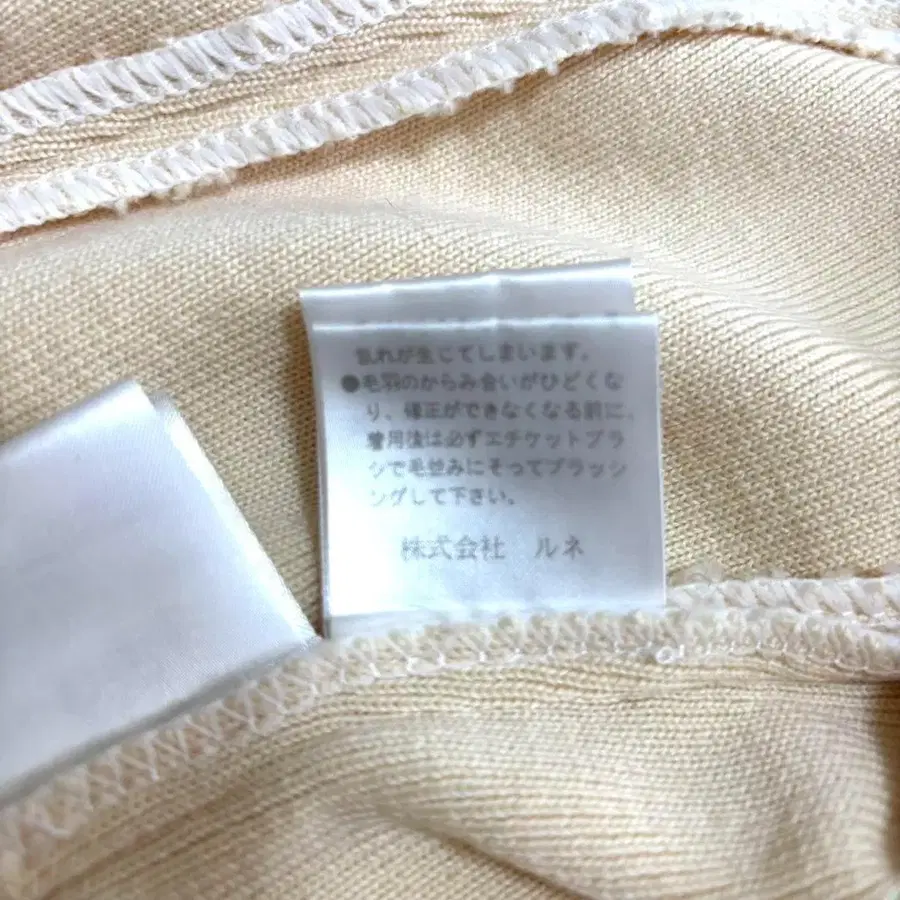 乱れが生じてしまいます。
●毛羽のからみ合いがひどくな
り、修正ができなくなる前に、
着用後は必ずエチケットブラ
シで毛並みにそってブラッシ
ングして下さい。
株式会社 ルネ